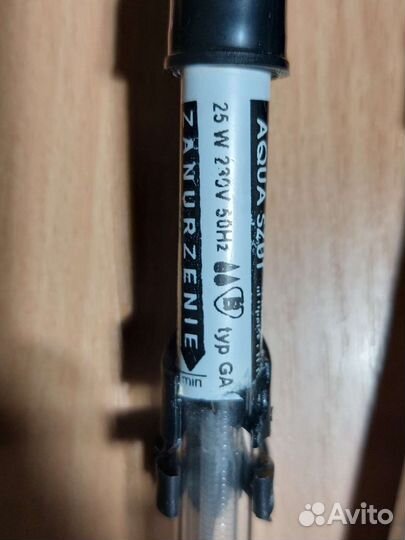 AQUA
25 W 230V 50Hz B typ GA
ZANURZENIE
min
Avito